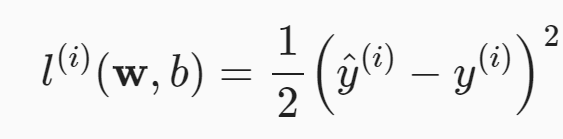 l^{(i)}(\mathbf{w}, b) = \frac{1}{2} \left( \hat{y}^{(i)} - y^{(i)} \right)^2